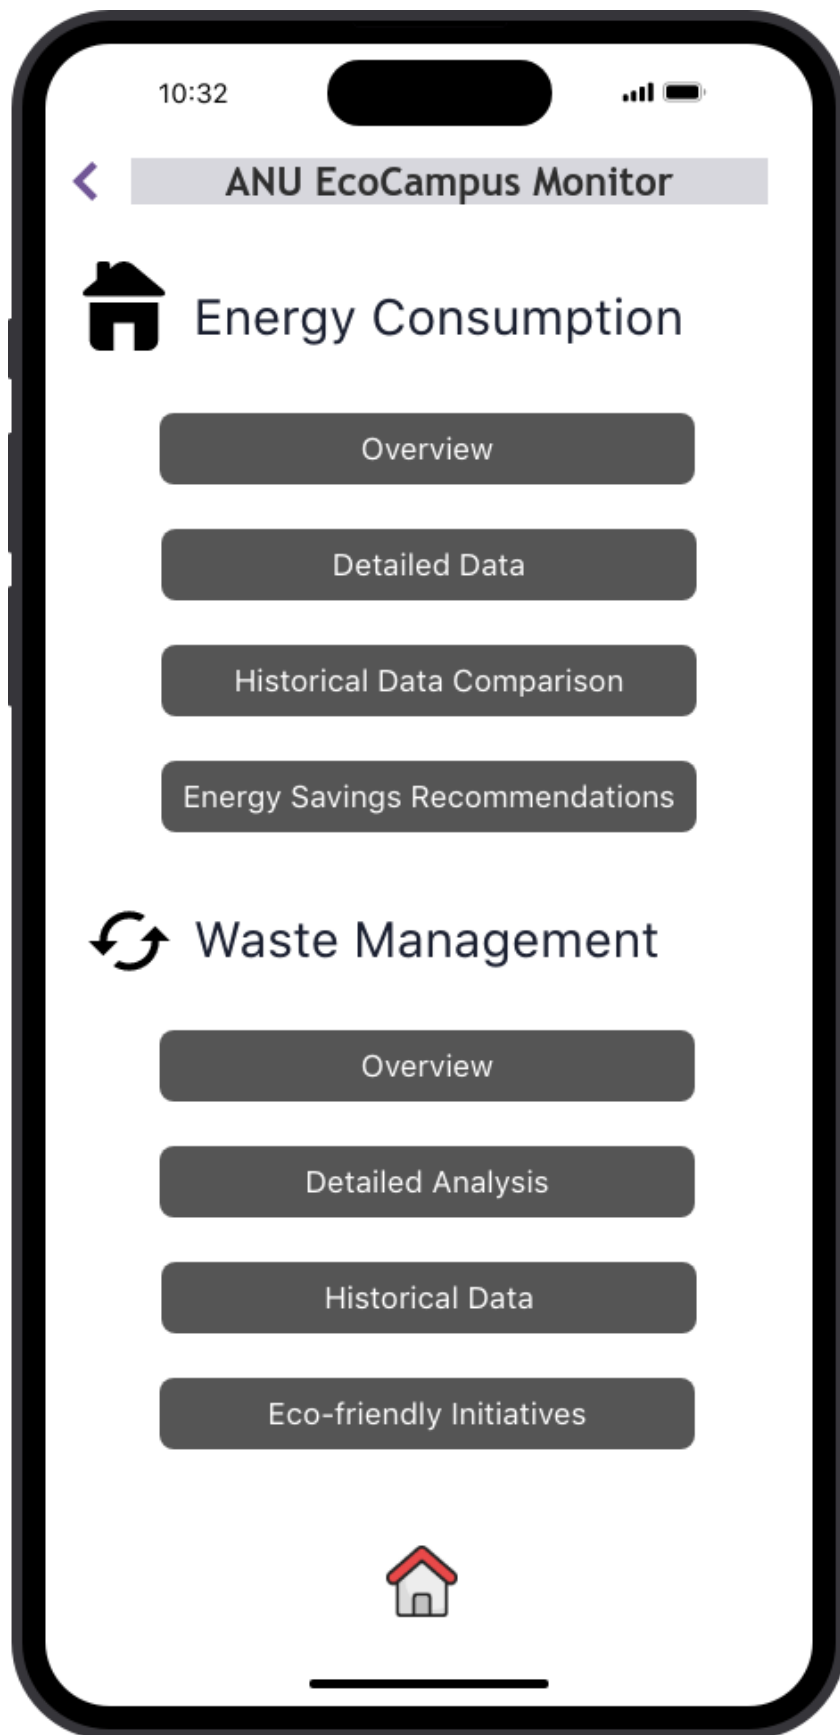 10:32
ANU EcoCampus Monitor
Energy Consumption
Overview
Detailed Data
Historical Data Comparison
Energy Savings Recommendations
Waste Management
Overview
Detailed Analysis
Historical Data
Eco-friendly Initiatives